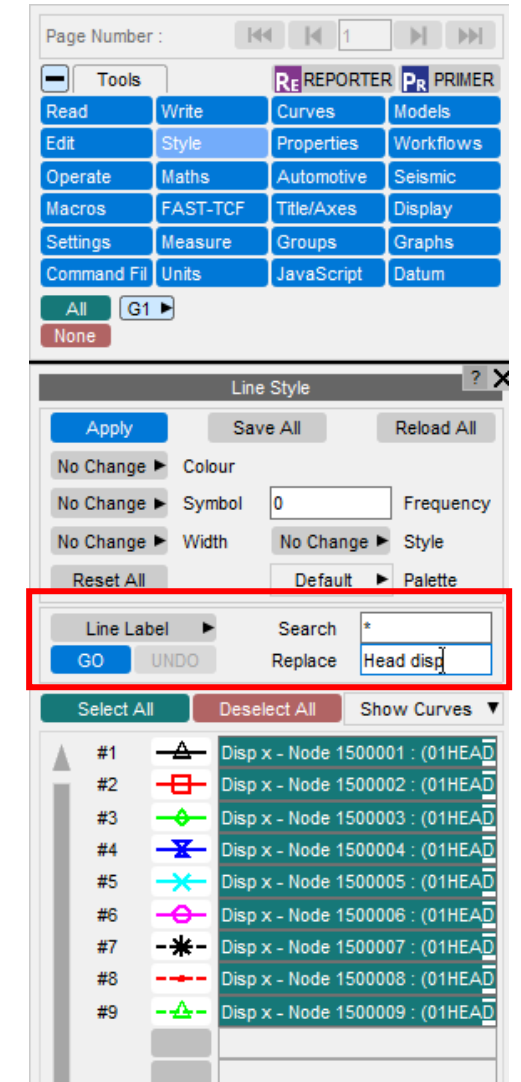 Page Number : 1
Tools RE REPORTER PR PRIMER
Read Write Curves Models
Edit Style Properties Workflows
Operate Maths Automotive Seismic
Macros FAST-TCF Title/Axes Display
Settings Measure Groups Graphs
Command Fil Units JavaScript Datum
All G1
None
Line Style ? X
Apply Save All Reload All
No Change Colour
No Change Symbol 0 Frequency
No Change Width No Change Style
Reset All Default Palette
Line Label Search *
GO UNDO Replace Head disp
Select All Deselect All Show Curves
#1 Disp x - Node 1500001 : (01HEAD
#2 Disp x - Node 1500002 : (01HEAD
#3 Disp x - Node 1500003 : (01HEAD
#4 Disp x - Node 1500004 : (01HEAD
#5 Disp x - Node 1500005 : (01HEAD
#6 Disp x - Node 1500006 : (01HEAD
#7 Disp x - Node 1500007 : (01HEAD
#8 Disp x - Node 1500008 : (01HEAD
#9 Disp x - Node 1500009 : (01HEAD